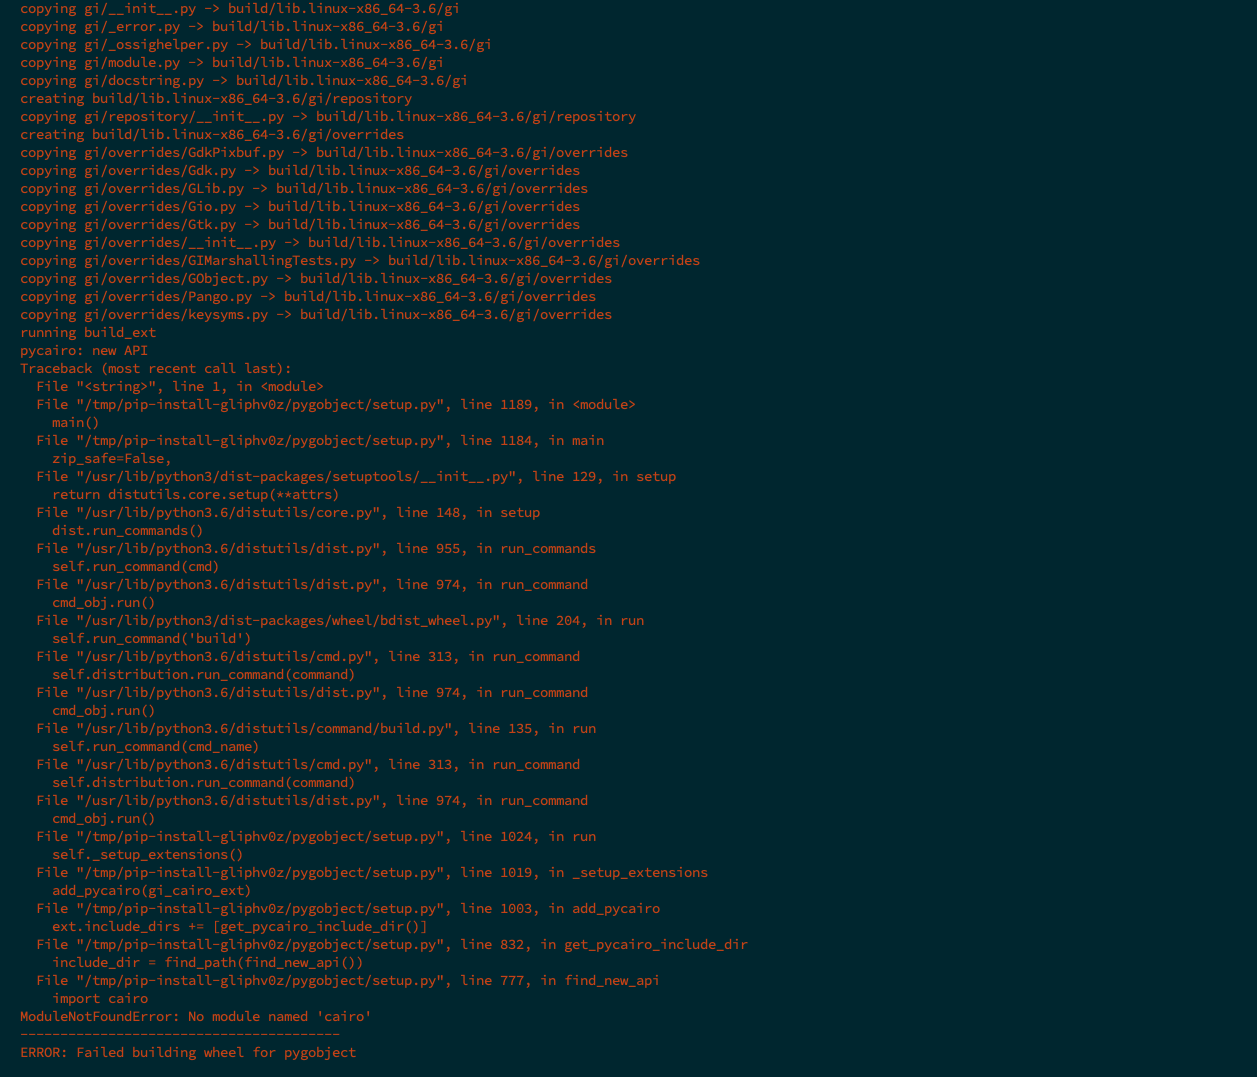 copying gi/__init__.py -> build/lib.linux-x86_64-3.6/gi
copying gi/_error.py -> build/lib.linux-x86_64-3.6/gi
copying gi/_ossighelper.py -> build/lib.linux-x86_64-3.6/gi
copying gi/module.py -> build/lib.linux-x86_64-3.6/gi
copying gi/docstring.py -> build/lib.linux-x86_64-3.6/gi
creating build/lib.linux-x86_64-3.6/gi/repository
copying gi/repository/__init__.py -> build/lib.linux-x86_64-3.6/gi/repository
creating build/lib.linux-x86_64-3.6/gi/overrides
copying gi/overrides/GdkPixbuf.py -> build/lib.linux-x86_64-3.6/gi/overrides
copying gi/overrides/Gdk.py -> build/lib.linux-x86_64-3.6/gi/overrides
copying gi/overrides/GLib.py -> build/lib.linux-x86_64-3.6/gi/overrides
copying gi/overrides/Gio.py -> build/lib.linux-x86_64-3.6/gi/overrides
copying gi/overrides/Gtk.py -> build/lib.linux-x86_64-3.6/gi/overrides
copying gi/overrides/__init__.py -> build/lib.linux-x86_64-3.6/gi/overrides
copying gi/overrides/GIMarshallingTests.py -> build/lib.linux-x86_64-3.6/gi/overrides
copying gi/overrides/GObject.py -> build/lib.linux-x86_64-3.6/gi/overrides
copying gi/overrides/Pango.py -> build/lib.linux-x86_64-3.6/gi/overrides
copying gi/overrides/keysyms.py -> build/lib.linux-x86_64-3.6/gi/overrides
running build_ext
pycairo: new API
Traceback (most recent call last):
  File "<string>", line 1, in <module>
  File "/tmp/pip-install-gliphv0z/pygobject/setup.py", line 1189, in <module>
    main()
  File "/tmp/pip-install-gliphv0z/pygobject/setup.py", line 1184, in main
    zip_safe=False,
  File "/usr/lib/python3/dist-packages/setuptools/__init__.py", line 129, in setup
    return distutils.core.setup(**attrs)
  File "/usr/lib/python3.6/distutils/core.py", line 148, in setup
    dist.run_commands()
  File "/usr/lib/python3.6/distutils/dist.py", line 955, in run_commands
    self.run_command(cmd)
  File "/usr/lib/python3.6/distutils/dist.py", line 974, in run_command
    cmd_obj.run()
  File "/usr/lib/python3/dist-packages/wheel/bdist_wheel.py", line 204, in run
    self.run_command('build')
  File "/usr/lib/python3.6/distutils/cmd.py", line 313, in run_command
    self.distribution.run_command(command)
  File "/usr/lib/python3.6/distutils/dist.py", line 974, in run_command
    cmd_obj.run()
  File "/usr/lib/python3.6/distutils/command/build.py", line 135, in run
    self.run_command(cmd_name)
  File "/usr/lib/python3.6/distutils/cmd.py", line 313, in run_command
    self.distribution.run_command(command)
  File "/usr/lib/python3.6/distutils/dist.py", line 974, in run_command
    cmd_obj.run()
  File "/tmp/pip-install-gliphv0z/pygobject/setup.py", line 1024, in run
    self._setup_extensions()
  File "/tmp/pip-install-gliphv0z/pygobject/setup.py", line 1019, in _setup_extensions
    add_pycairo(gi_cairo_ext)
  File "/tmp/pip-install-gliphv0z/pygobject/setup.py", line 1003, in add_pycairo
    ext.include_dirs += [get_pycairo_include_dir()]
  File "/tmp/pip-install-gliphv0z/pygobject/setup.py", line 832, in get_pycairo_include_dir
    include_dir = find_path(find_new_api())
  File "/tmp/pip-install-gliphv0z/pygobject/setup.py", line 777, in find_new_api
    import cairo
ModuleNotFoundError: No module named 'cairo'
----------------------------------------
ERROR: Failed building wheel for pygobject